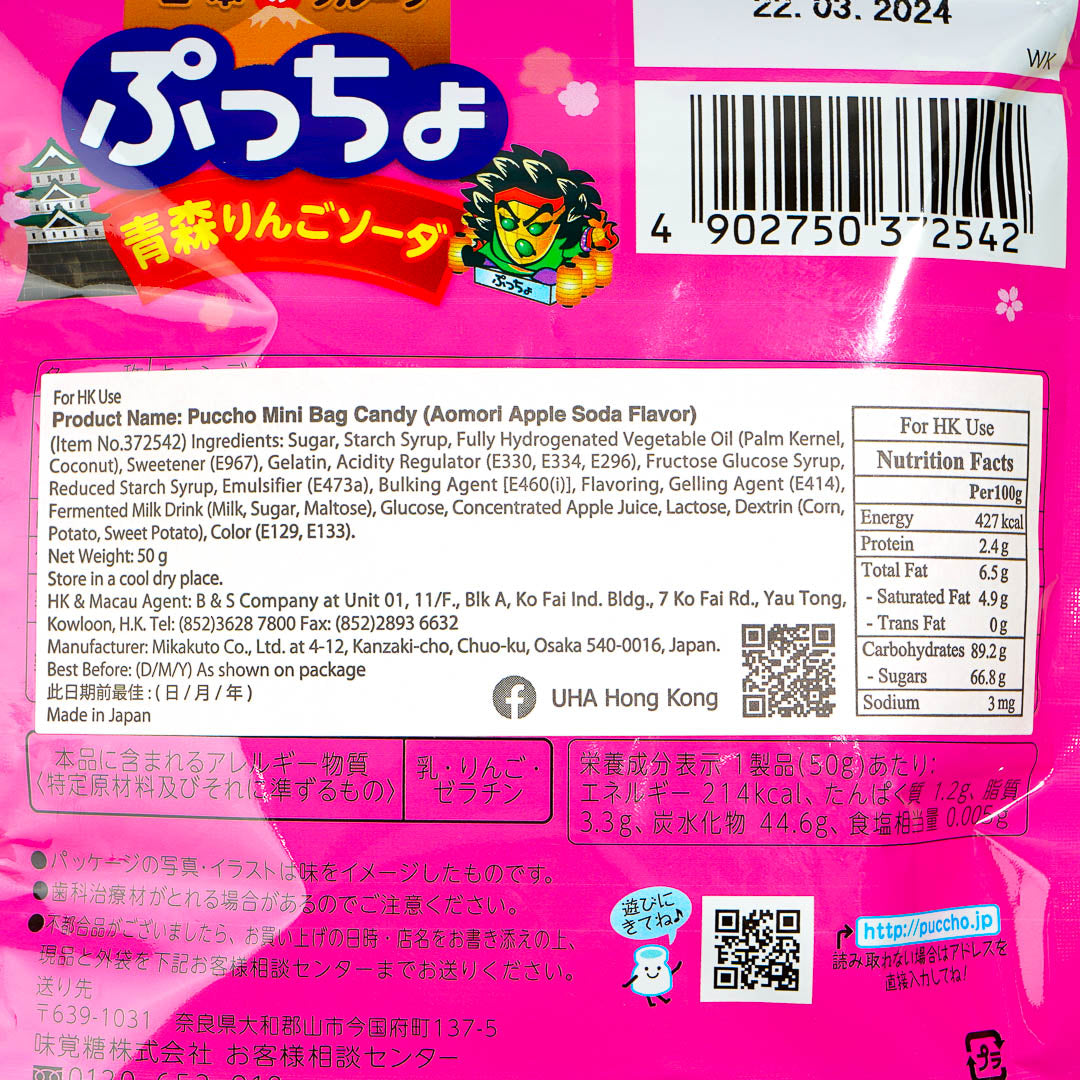 22. 03. 2024
WK
ぷっちょ
青森りんごソーダ
ぷっちょ
4 902750 372542
For HK Use
Product Name: Puccho Mini Bag Candy (Aomori Apple Soda Flavor)
(Item No.372542) Ingredients: Sugar, Starch Syrup, Fully Hydrogenated Vegetable Oil (Palm Kernel,
Coconut), Sweetener (E967), Gelatin, Acidity Regulator (E330, E334, E296), Fructose Glucose Syrup,
Reduced Starch Syrup, Emulsifier (E473a), Bulking Agent [E460(i)], Flavoring, Gelling Agent (E414),
Fermented Milk Drink (Milk, Sugar, Maltose), Glucose, Concentrated Apple Juice, Lactose, Dextrin (Corn,
Potato, Sweet Potato), Color (E129, E133).
Net Weight: 50 g
Store in a cool dry place.
HK & Macau Agent: B & S Company at Unit 01, 11/F., Blk A, Ko Fai Ind. Bldg., 7 Ko Fai Rd., Yau Tong,
Kowloon, H.K. Tel: (852)3628 7800 Fax: (852)2893 6632
Manufacturer: Mikakuto Co., Ltd. at 4-12, Kanzaki-cho, Chuo-ku, Osaka 540-0016, Japan.
Best Before: (D/M/Y) As shown on package
此日期前最佳 : ( 日 / 月 / 年 )
Made in Japan
UHA Hong Kong
For HK Use
Nutrition Facts
Per100g
Energy 427 kcal
Protein 2.4 g
Total Fat 6.5 g
- Saturated Fat 4.9 g
- Trans Fat 0 g
Carbohydrates 89.2 g
- Sugars 66.8 g
Sodium 3 mg
本品に含まれるアレルギー物質
〈特定原材料及びそれに準ずるもの〉
乳・りんご・
ゼラチン
栄養成分表示 1製品(50g)あたり:
エネルギー 214kcal、たんぱく質 1.2g、脂質
3.3g、炭水化物 44.6g、食塩相当量 0.005g
●パッケージの写真・イラストは味をイメージしたものです。
●歯科治療材がとれる場合があるのでご注意ください。
●不都合品がございましたら、お買い上げの日時・店名をお書き添えの上、
現品と外袋を下記お客様相談センターまでお送りください。
送り先
〒639-1031 奈良県大和郡山市今国府町137-5
味覚糖株式会社 お客様相談センター
遊びに
きてね♪
http://puccho.jp
読み取れない場合はアドレスを
直接入力してね!
プラ